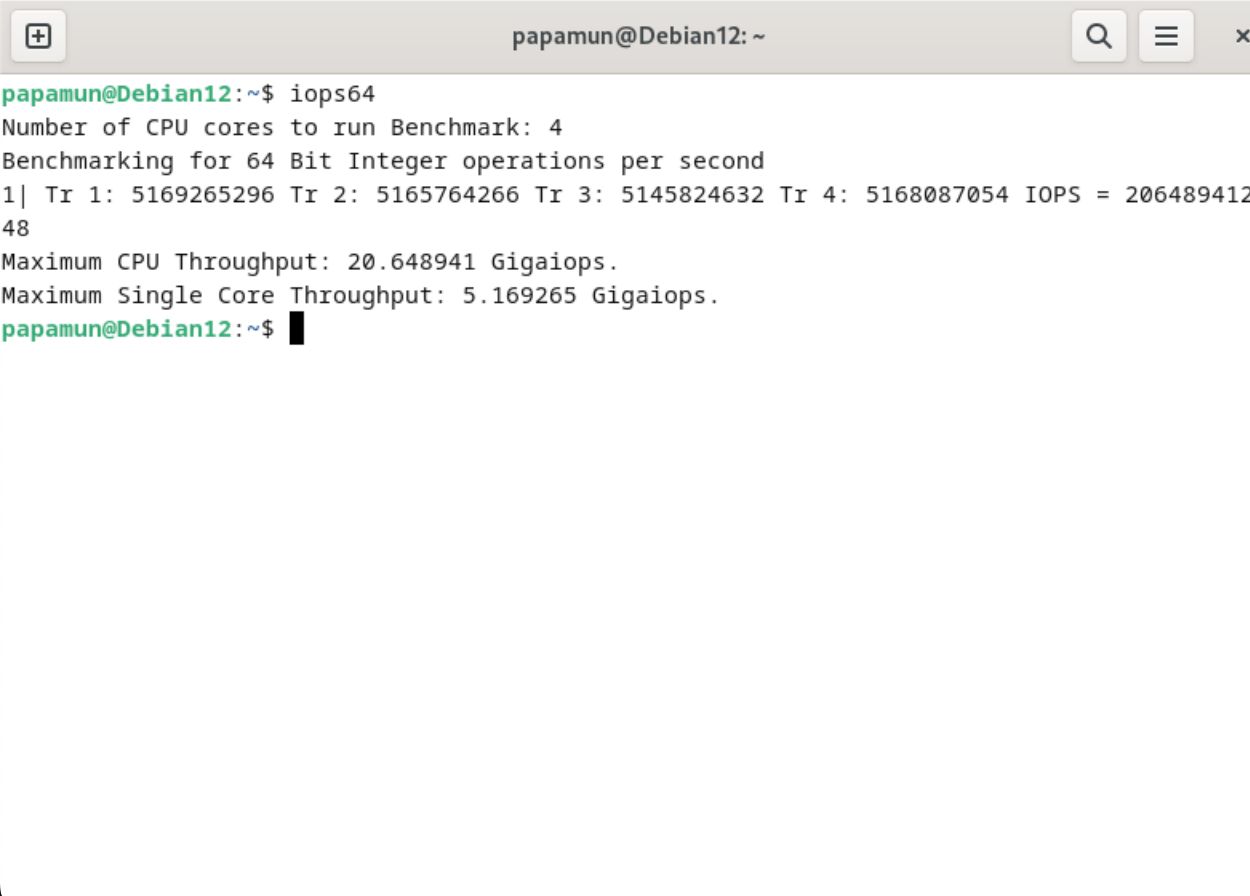 papamun@Debian12: ~
papamun@Debian12:~$ iops64
Number of CPU cores to run Benchmark: 4
Benchmarking for 64 Bit Integer operations per second
1| Tr 1: 5169265296 Tr 2: 5165764266 Tr 3: 5145824632 Tr 4: 5168087054 IOPS = 206489412
48
Maximum CPU Throughput: 20.648941 Gigaiops.
Maximum Single Core Throughput: 5.169265 Gigaiops.
papamun@Debian12:~$